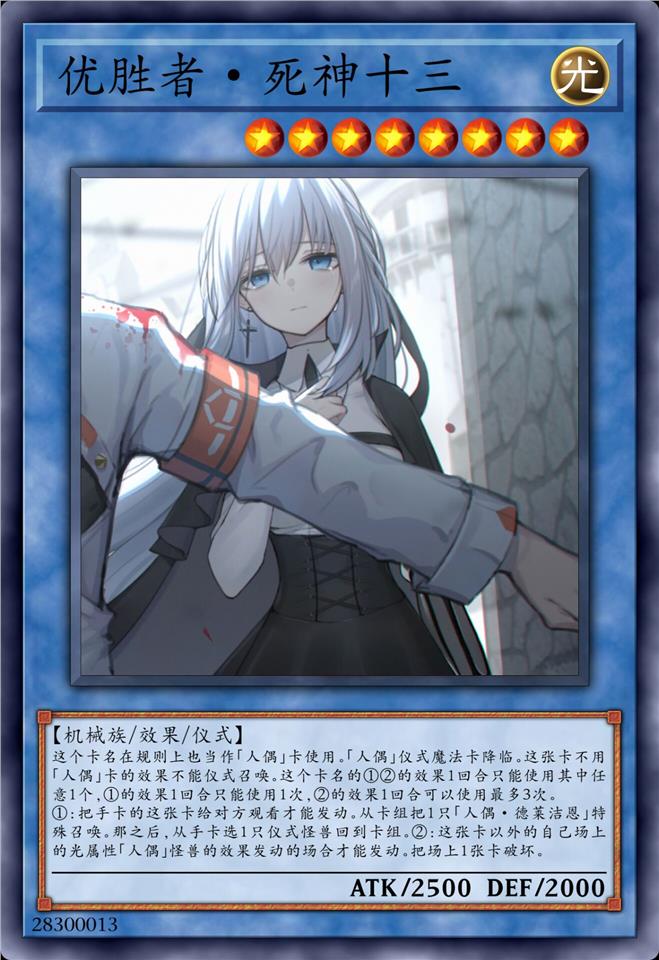 优胜者·死神十三
光
【机械族/效果/仪式】
这个卡名在规则上也当作「人偶」卡使用。「人偶」仪式魔法卡降临。这张卡不用
「人偶」卡的效果不能仪式召唤。这个卡名的①②的效果1回合只能使用其中任
意1个,①的效果1回合只能使用1次,②的效果1回合可以使用最多3次。
①:把手卡的这张卡给对方观看才能发动。从卡组把1只「人偶·德莱洁恩」特
殊召唤。那之后,从手卡选1只仪式怪兽回到卡组。②:这张卡以外的自己场上
的光属性「人偶」怪兽的效果发动的场合才能发动。把场上1张卡破坏。
ATK/2500 DEF/2000
28300013